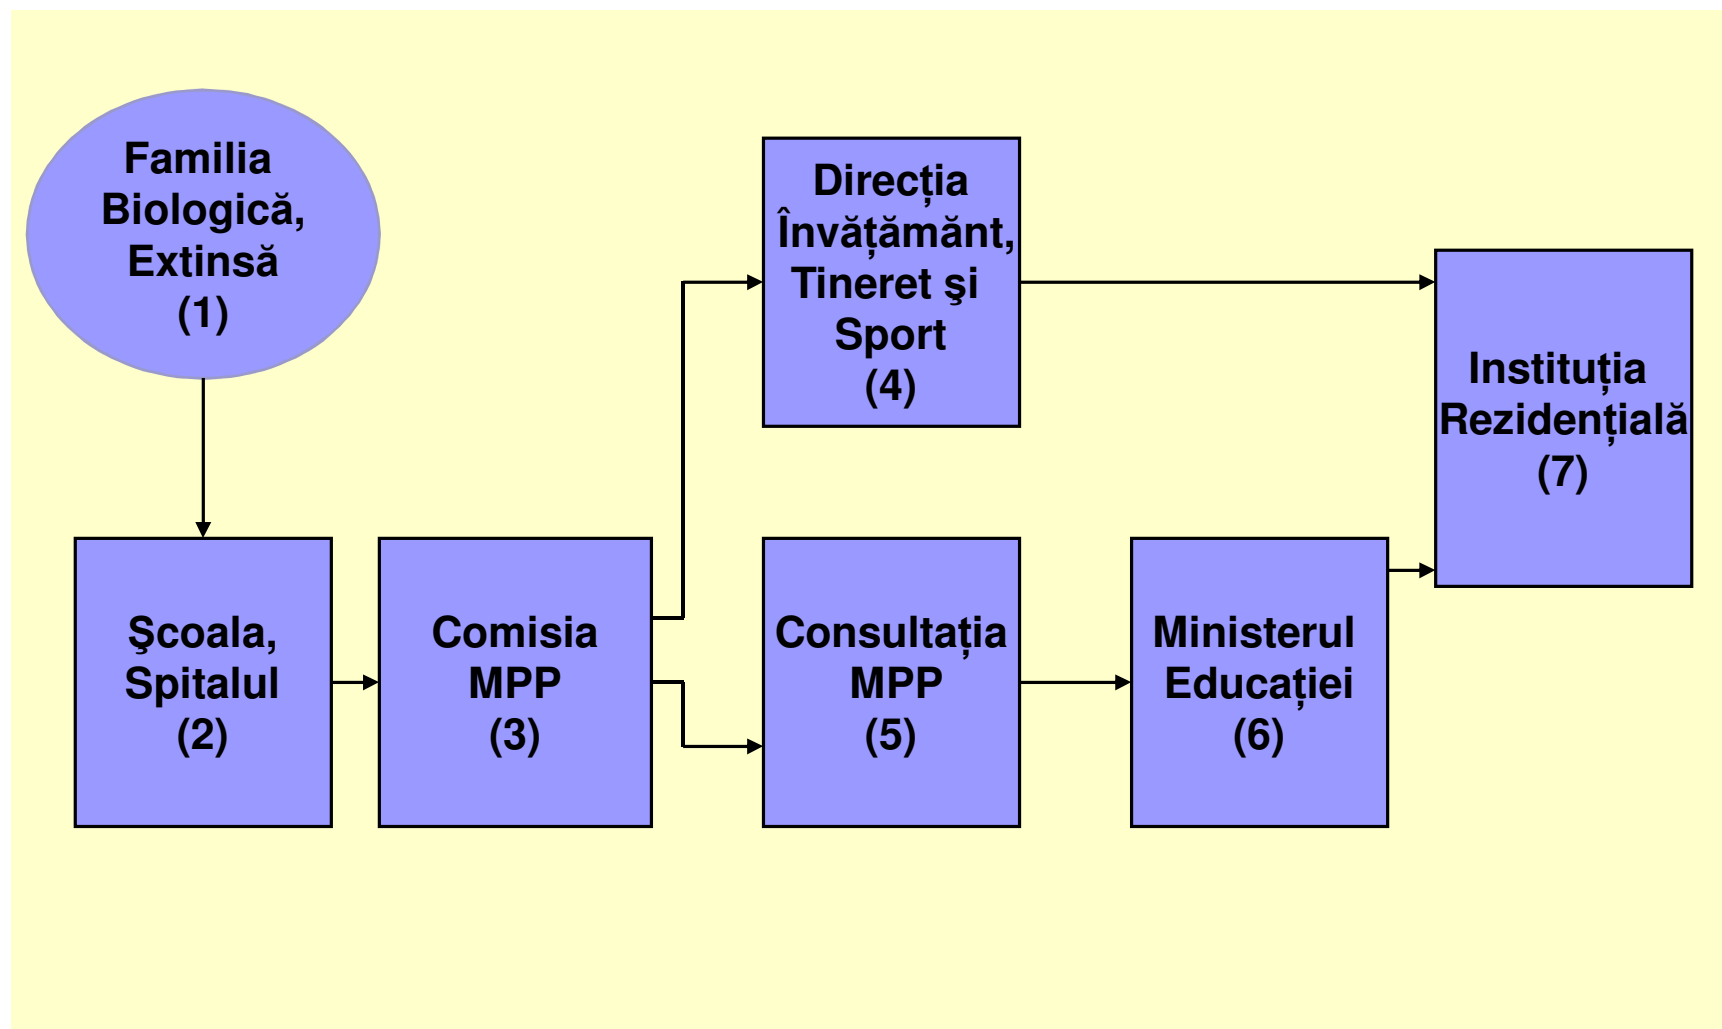 Familia
Biologică,
Extinsă
(1)
Direcția
Învățămănt,
Tineret şi
Sport
(4)
Instituția
Rezidențială
(7)
Şcoala,
Spitalul
(2)
Comisia
MPP
(3)
Consultația
MPP
(5)
Ministerul
Educației
(6)